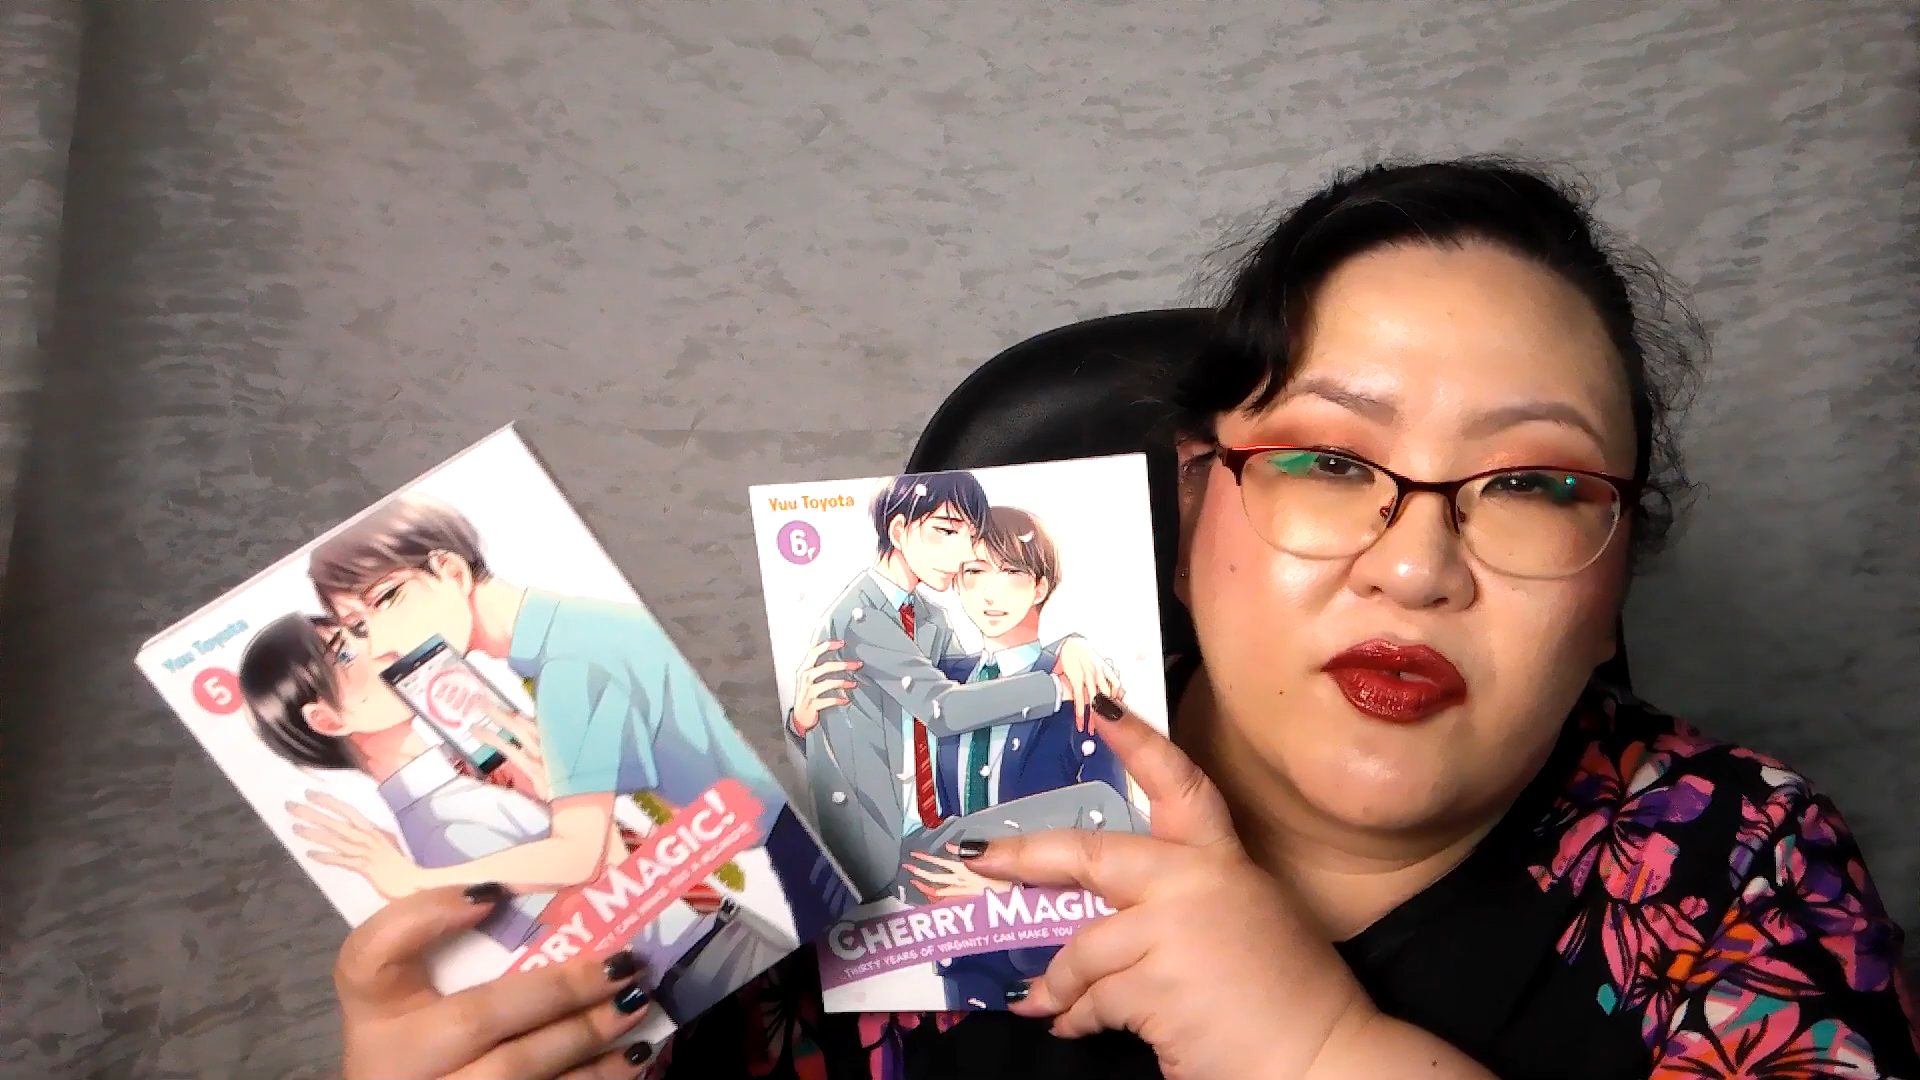 Yuu Toyota
5
RRY MAGIC!
Yuu Toyota
6
CHERRY MAGIC
THIRTY YEARS OF VIRGINITY CAN MAKE YOU